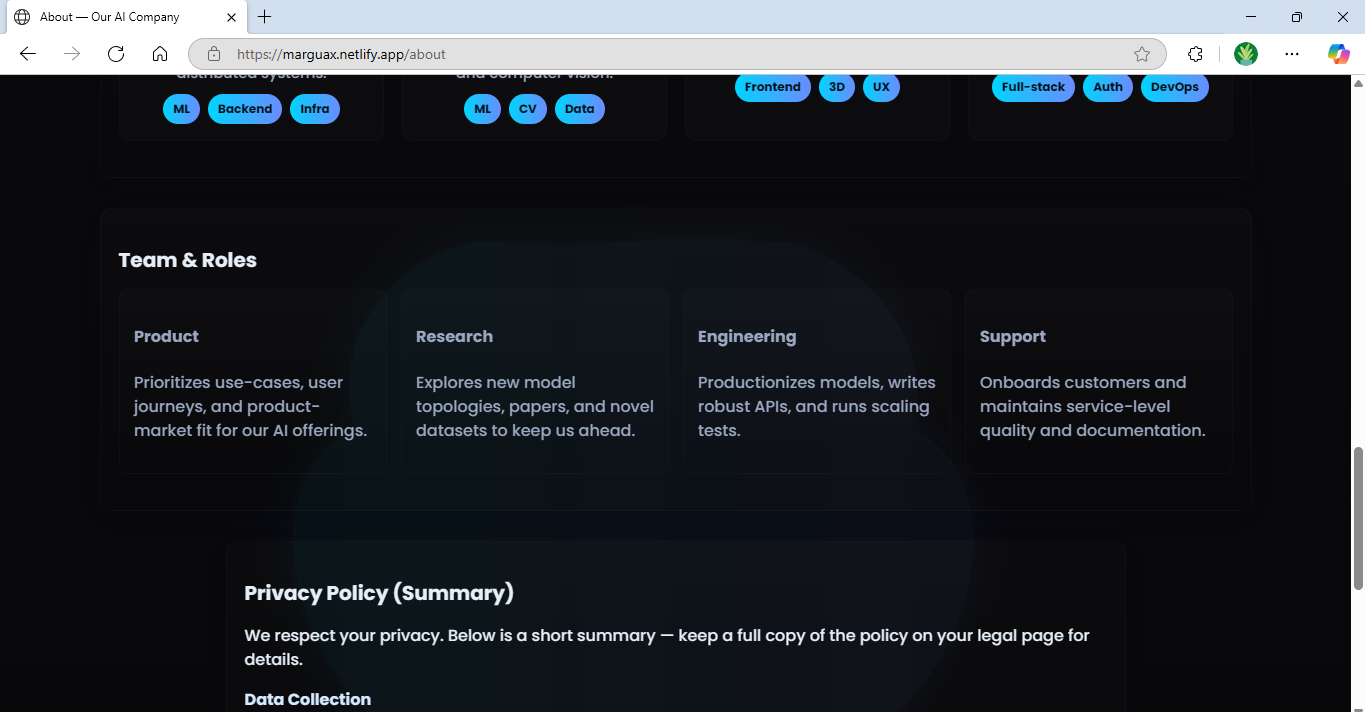 About — Our AI Company
https://marguax.netlify.app/about
distributed systems.
and computer vision.
ML Backend Infra
ML CV Data
Frontend 3D UX
Full-stack Auth DevOps
Team & Roles
Product
Prioritizes use-cases, user
journeys, and product-
market fit for our AI offerings.
Research
Explores new model
topologies, papers, and novel
datasets to keep us ahead.
Engineering
Productionizes models, writes
robust APIs, and runs scaling
tests.
Support
Onboards customers and
maintains service-level
quality and documentation.
Privacy Policy (Summary)
We respect your privacy. Below is a short summary — keep a full copy of the policy on your legal page for
details.
Data Collection